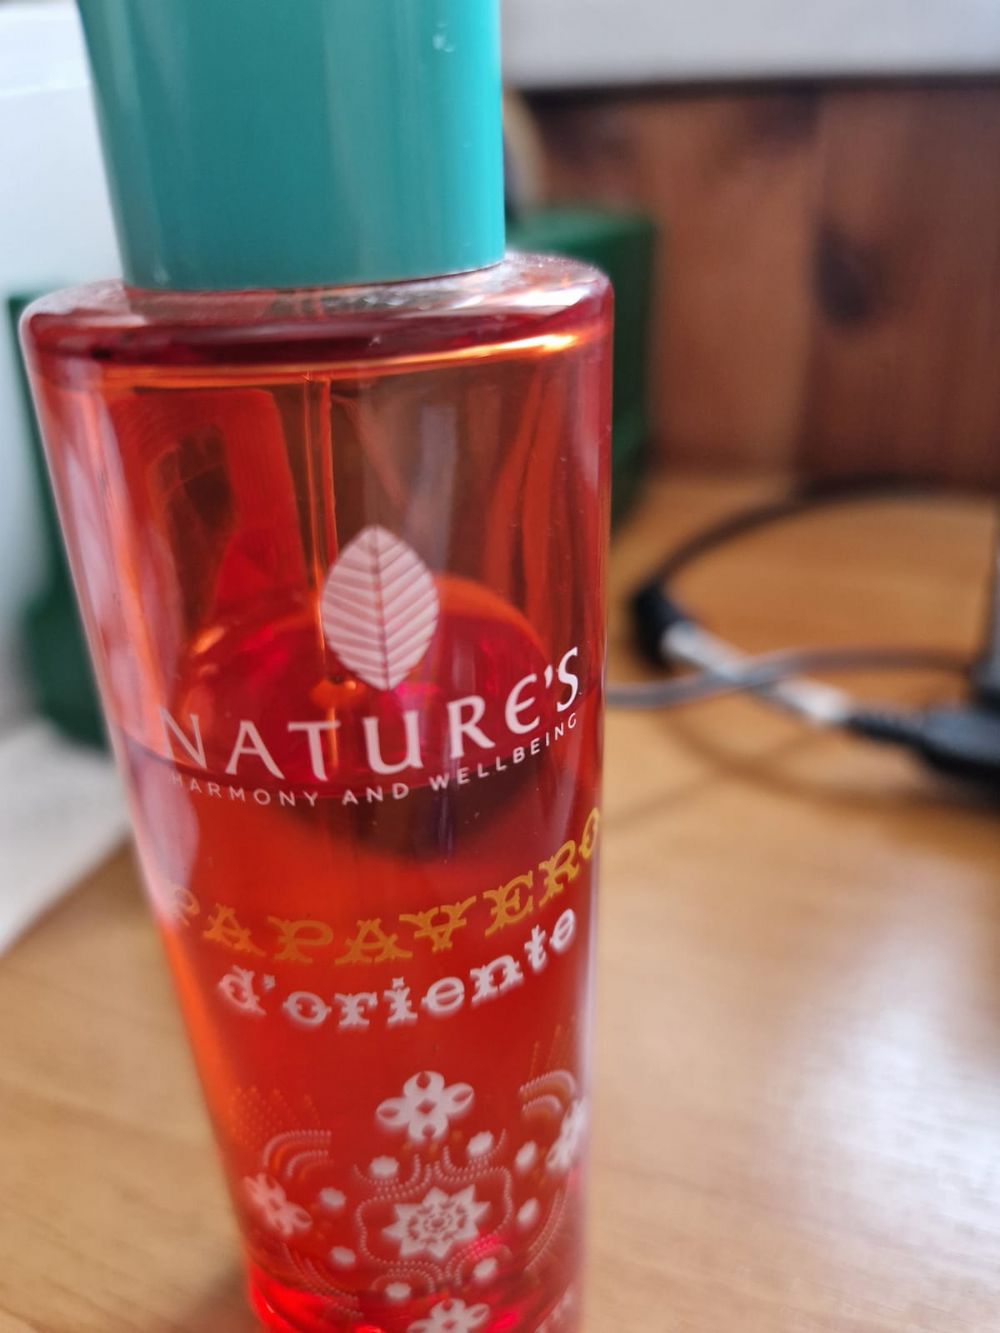 NATURE'S
HARMONY AND WELLBEING
PAPAVERO
d'oriente